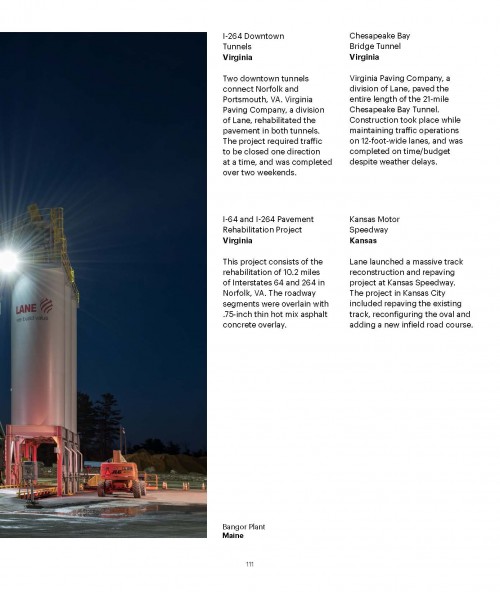 I-264 Downtown
Tunnels
Virginia
Two downtown tunnels
connect Norfolk and
Portsmouth, VA. Virginia
Paving Company, a division
of Lane, rehabilitated the
pavement in both tunnels.
The project required traffic
to be closed one direction
at a time, and was completed
over two weekends.
Chesapeake Bay
Bridge Tunnel
Virginia
Virginia Paving Company, a
division of Lane, paved the
entire length of the 21-mile
Chesapeake Bay Tunnel.
Construction took place while
maintaining traffic operations
on 12-foot-wide lanes, and was
completed on time/budget
despite weather delays.
I-64 and I-264 Pavement
Rehabilitation Project
Virginia
This project consists of the
rehabilitation of 10.2 miles
of Interstates 64 and 264 in
Norfolk, VA. The roadway
segments were overlain with
.75-inch thin hot mix asphalt
concrete overlay.
Kansas Motor
Speedway
Kansas
Lane launched a massive track
reconstruction and repaving
project at Kansas Speedway.
The project in Kansas City
included repaving the existing
track, reconfiguring the oval and
adding a new infield road course.
LANE
Bangor Plant
Maine
111